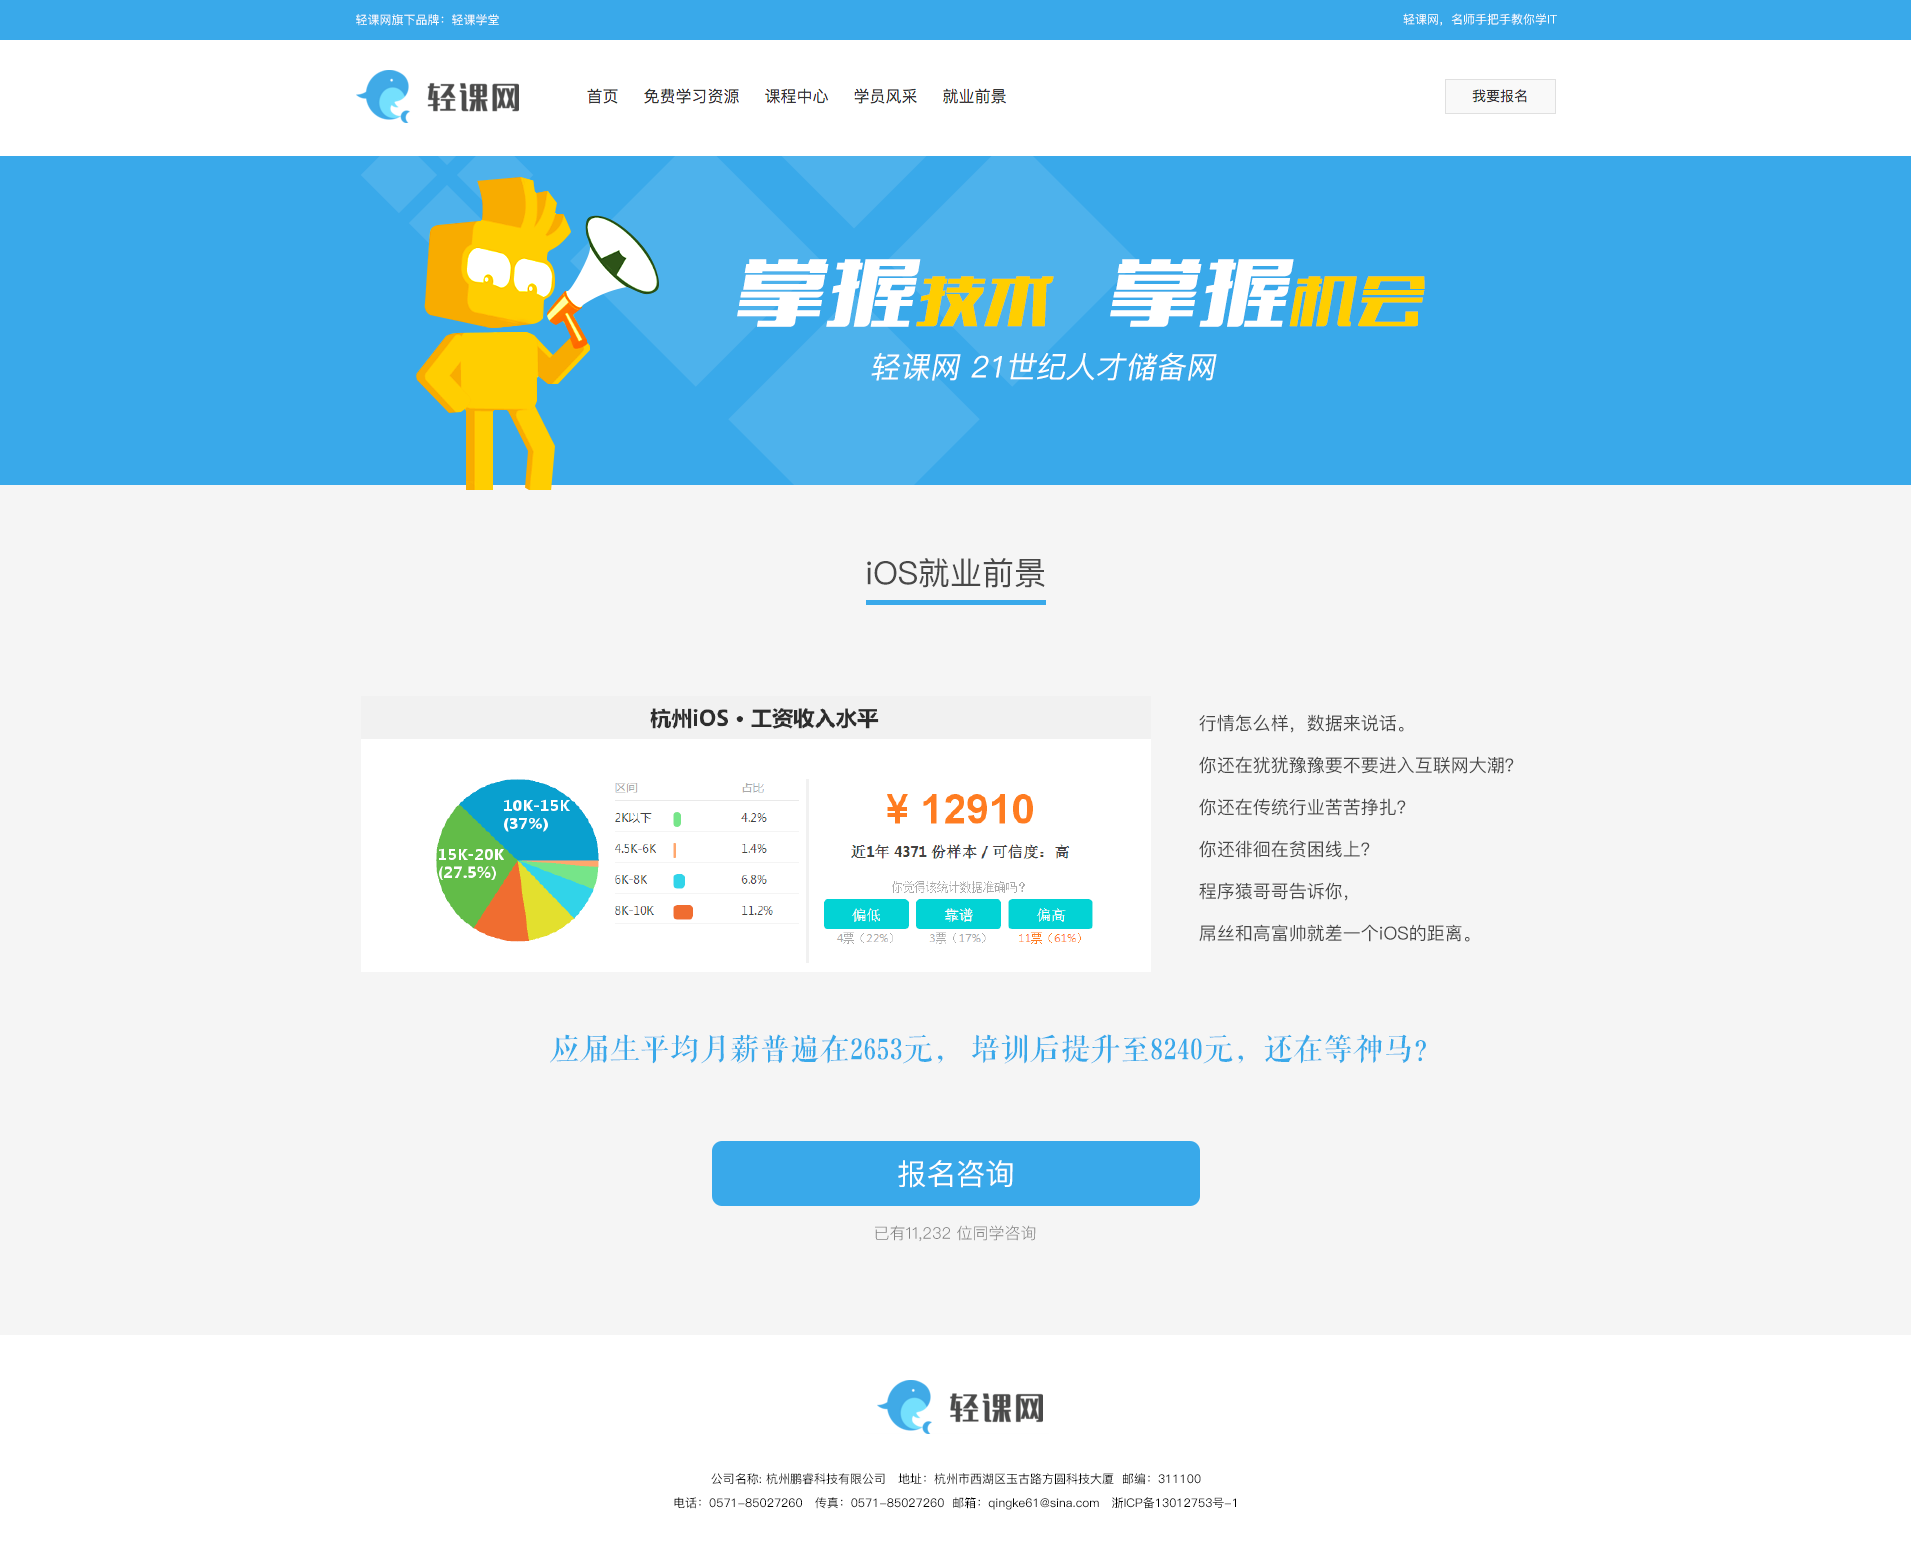 轻课网旗下品牌：轻课学堂
轻课网，名师手把手教你学IT
轻课网
首页 免费学习资源 课程中心 学员风采 就业前景
我要报名
掌握技术 掌握机会
轻课网 21世纪人才储备网
iOS就业前景
杭州iOS • 工资收入水平
10K-15K
(37%)
15K-20K
(27.5%)
区间 占比
2K以下 4.2%
4.5K-6K 1.4%
6K-8K 6.8%
8K-10K 11.2%
¥ 12910
近1年 4371 份样本 / 可信度：高
你觉得该统计数据准确吗?
偏低 靠谱 偏高
4票（22%） 3票（17%） 11票（61%）
行情怎么样，数据来说话。
你还在犹犹豫豫要不要进入互联网大潮?
你还在传统行业苦苦挣扎?
你还徘徊在贫困线上?
程序猿哥哥告诉你，
屌丝和高富帅就差一个iOS的距离。
应届生平均月薪普遍在2653元， 培训后提升至8240元，还在等神马?
报名咨询
已有11,232 位同学咨询
轻课网
公司名称: 杭州鹏睿科技有限公司 地址：杭州市西湖区玉古路方圆科技大厦 邮编：311100
电话：0571-85027260 传真：0571-85027260 邮箱：qingke61@sina.com 浙ICP备13012753号-1